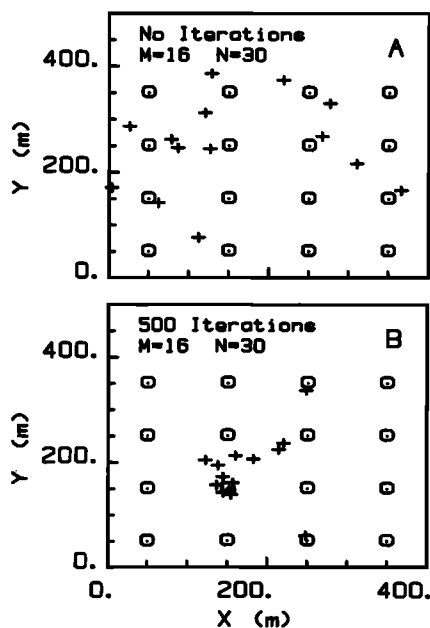 No Iterations
M=16 N=30
A
400.
200.
0.
Y (m)
500 Iterations
M=16 N=30
B
400.
200.
0.
Y (m)
0. 200. 400.
X (m)